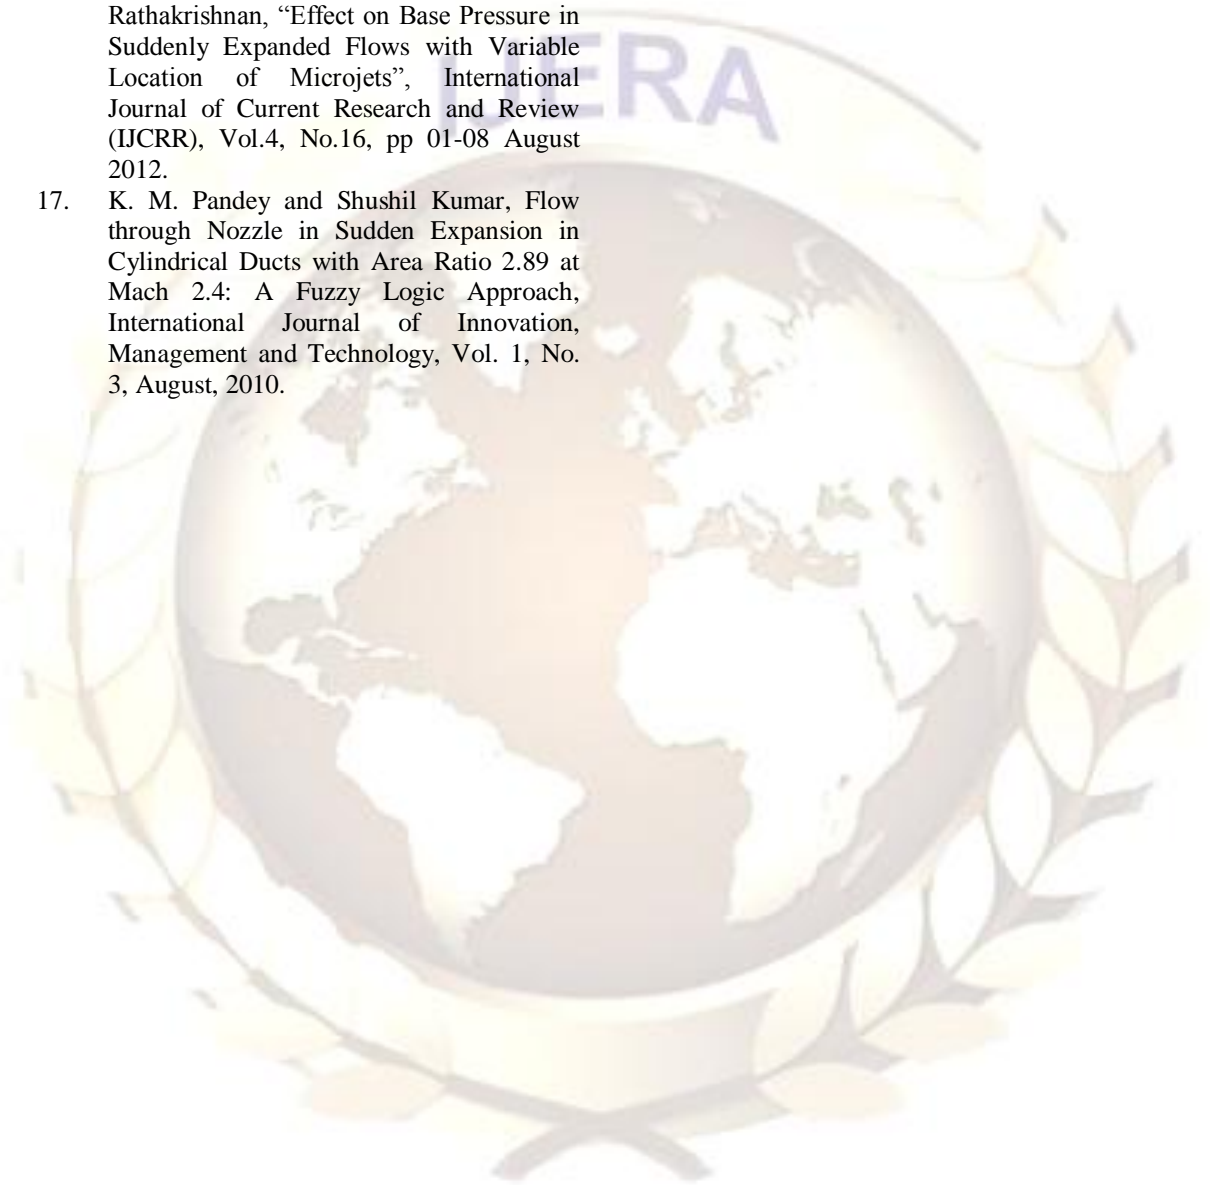 IJERA
Rathakrishnan, “Effect on Base Pressure in
Suddenly Expanded Flows with Variable
Location of Microjets”, International
Journal of Current Research and Review
(IJCRR), Vol.4, No.16, pp 01-08 August
2012.
17. K. M. Pandey and Shushil Kumar, Flow
through Nozzle in Sudden Expansion in
Cylindrical Ducts with Area Ratio 2.89 at
Mach 2.4: A Fuzzy Logic Approach,
International Journal of Innovation,
Management and Technology, Vol. 1, No.
3, August, 2010.